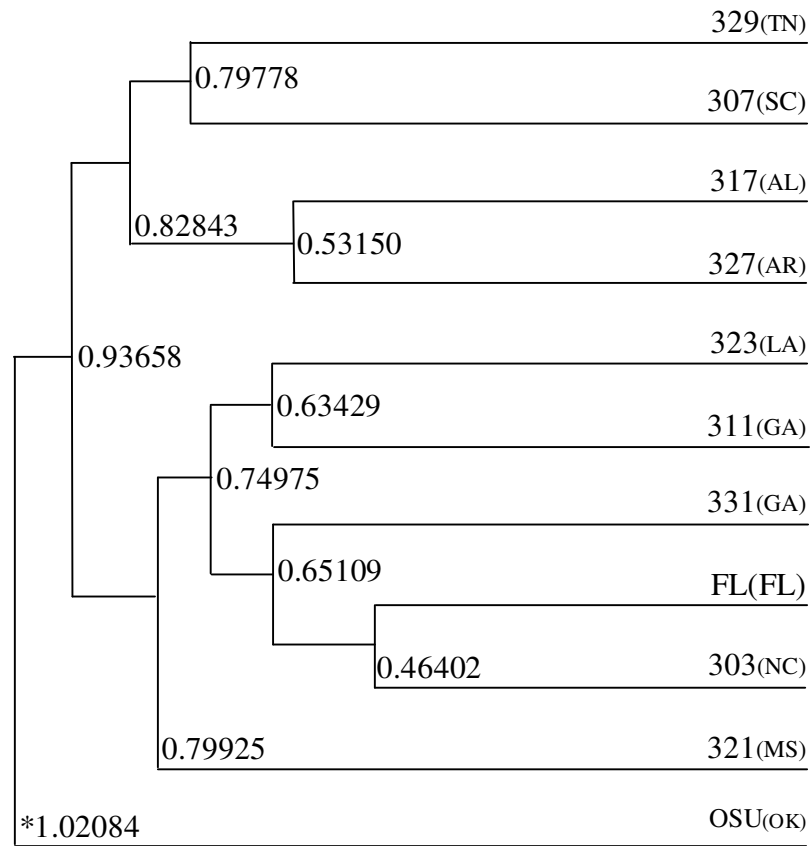 329(TN)
0.79778
307(SC)
317(AL)
0.82843
0.53150
327(AR)
323(LA)
0.93658
0.63429
311(GA)
0.74975
331(GA)
0.65109
FL(FL)
0.46402
303(NC)
0.79925
321(MS)
*1.02084
OSU(OK)